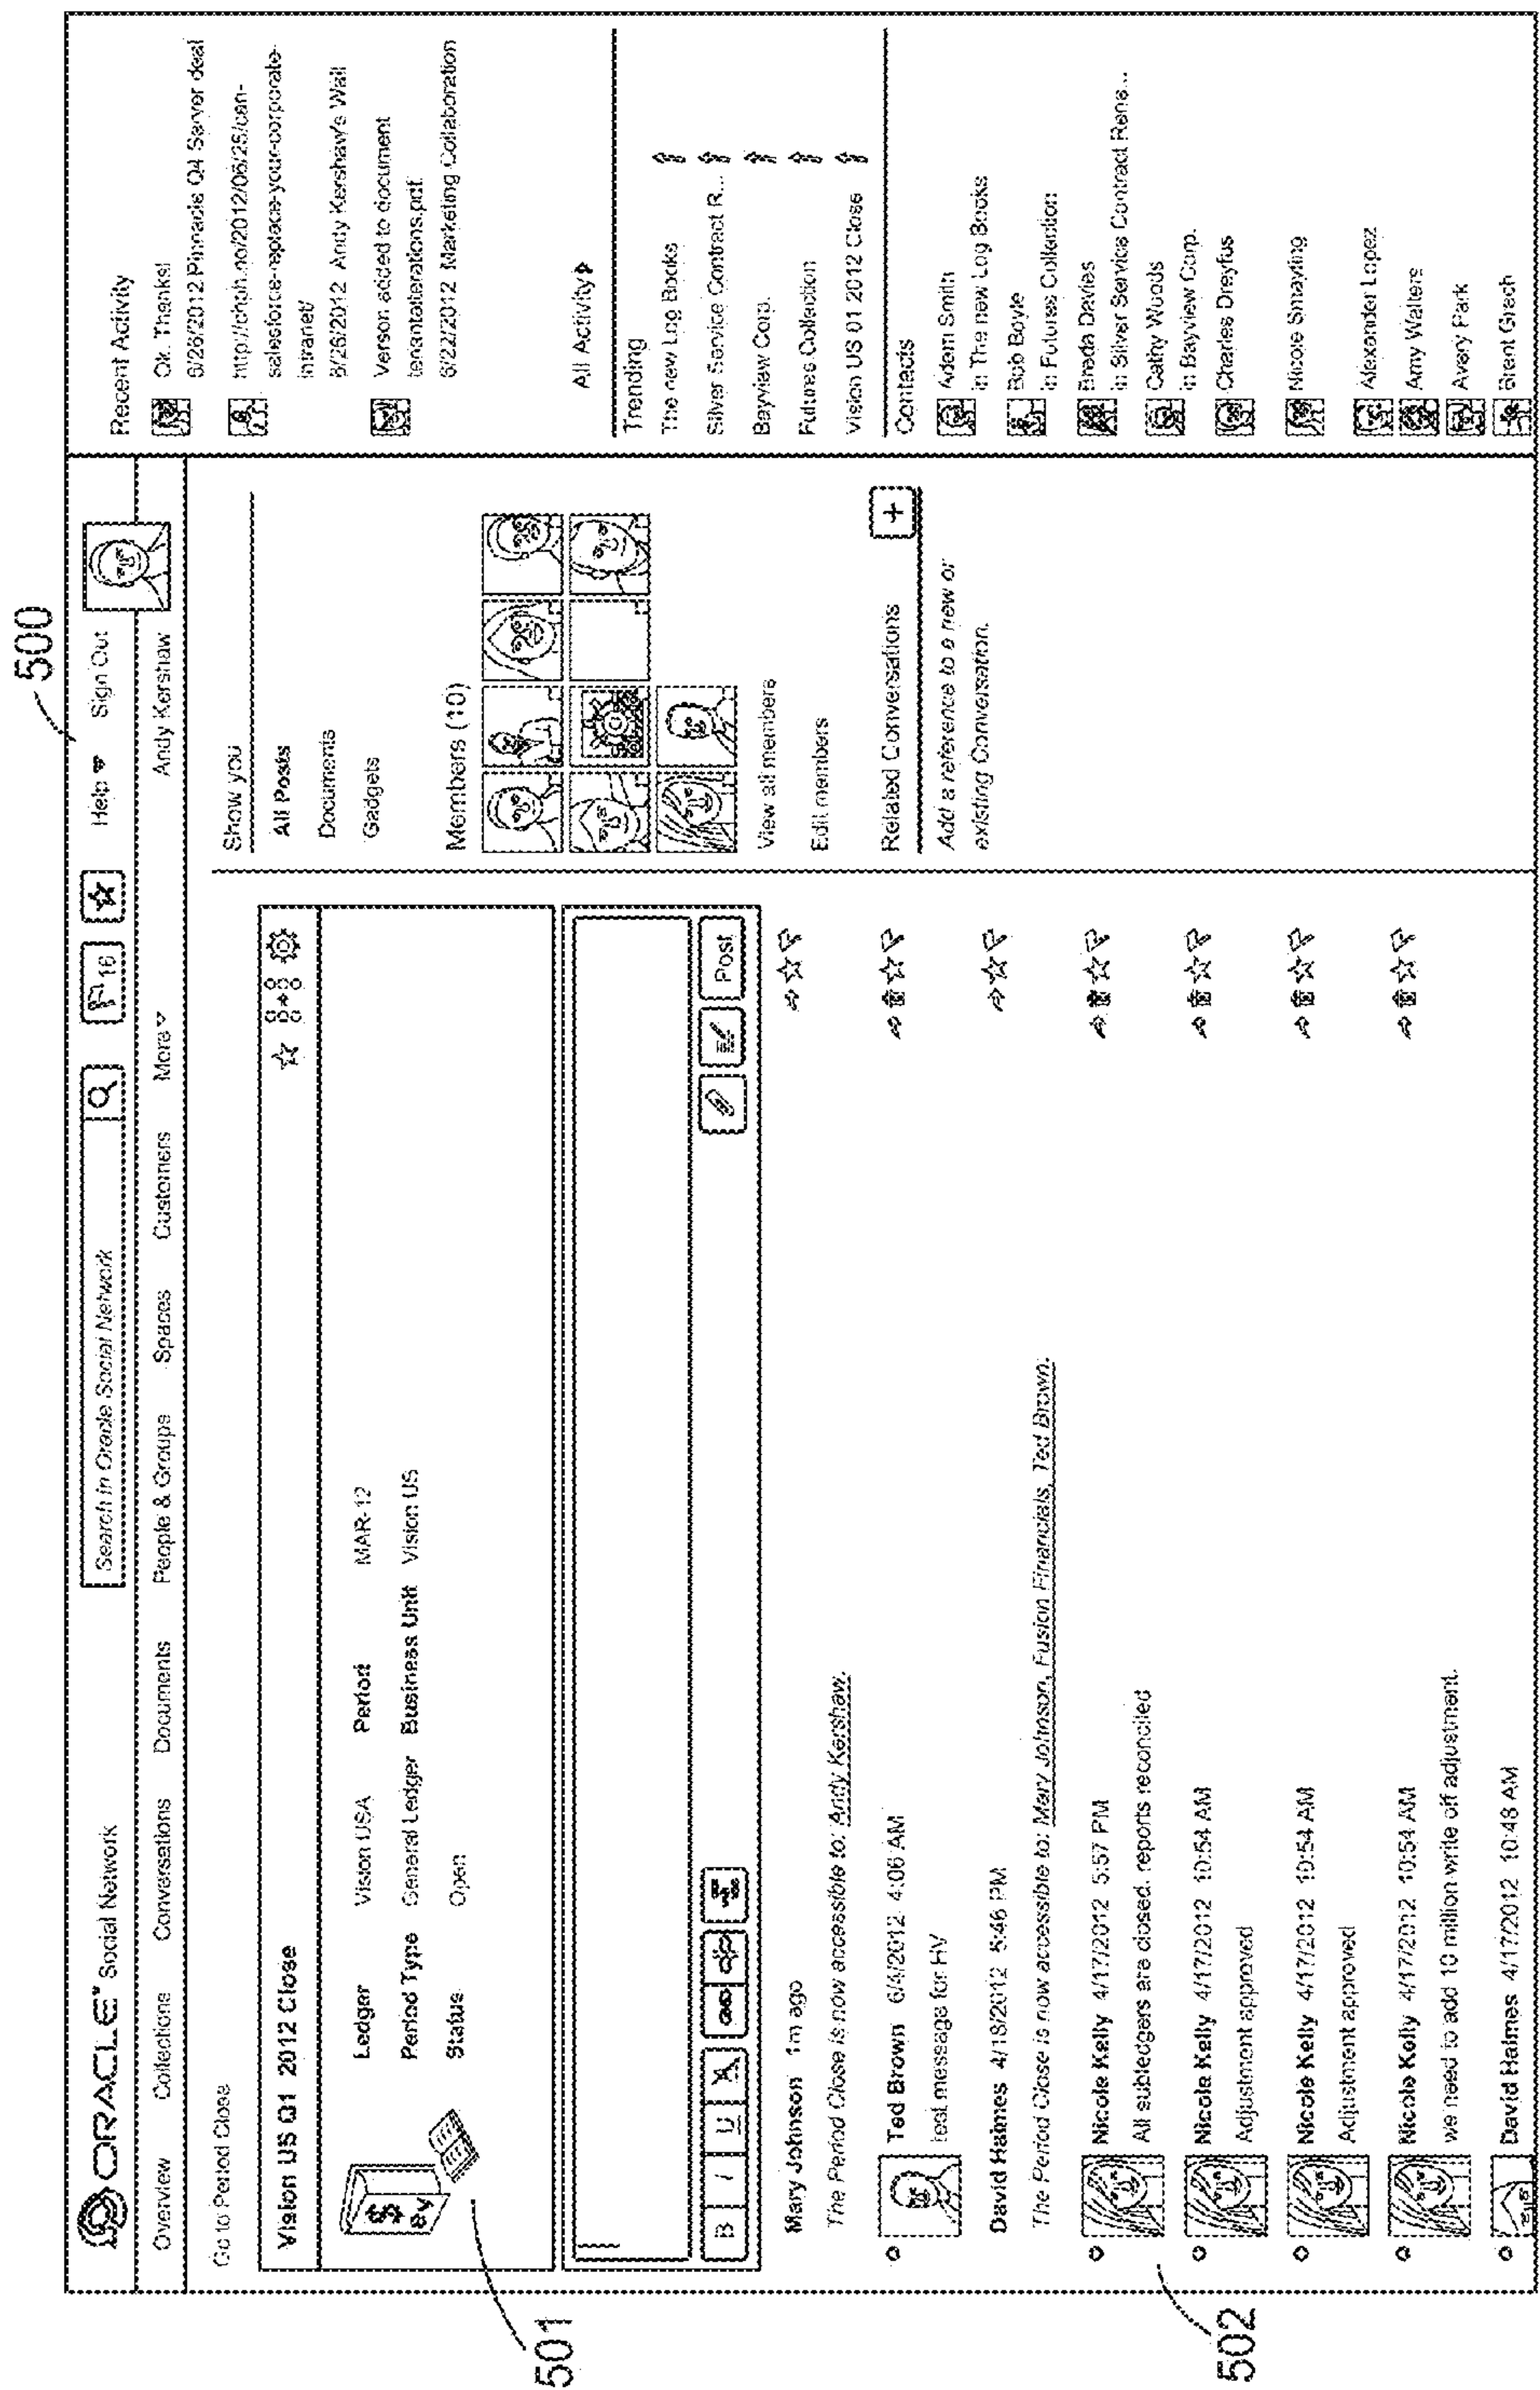 500
ORACLE® Social Network
Search in Oracle Social Network
16
Help
Sign Out
Overview Collections Conversations Documents People & Groups Spaces Customers More Andy Kershaw
Go to Period Close
Vision US Q1 2012 Close
Ledger Vision USA Period MAR-12
Period Type General Ledger Business Unit Vision US
Status Open
501
B I U A
Post
Mary Johnson 1m ago
The Period Close is now accessible to: Andy Kershaw.
Ted Brown 6/4/2012 4:06 AM
test message for HV
David Haimes 4/18/2012 5:46 PM
The Period Close is now accessible to: Mary Johnson, Fusion Financials, Ted Brown.
Nicole Kelly 4/17/2012 5:57 PM
All subledgers are closed, reports reconciled
502
Nicole Kelly 4/17/2012 10:54 AM
Adjustment approved
Nicole Kelly 4/17/2012 10:54 AM
Adjustment approved
Nicole Kelly 4/17/2012 10:54 AM
we need to add 10 million write off adjustment.
David Haimes 4/17/2012 10:48 AM
Show you
All Posts
Documents
Gadgets
Members (10)
View all members
Edit members
Related Conversations +
Add a reference to a new or
existing Conversation.
Recent Activity
Ok. Thanks!
6/26/2012 Pinnacle Q4 Server deal
salesforce-replace-your-corporate-
intranet/
6/26/2012 Andy Kershaw's Wall
Verson added to document
6/22/2012 Marketing Collaboration
All Activity
Trending
The new Log Books
Silver Service Contract R...
Bayview Corp.
Futures Collection
Vision US 01 2012 Close
Contacts
Adam Smith
in The new Log Books
Bob Boyle
in Futures Collection
Breda Davies
in Silver Service Contract Rene...
Cathy Woods
in Bayview Corp.
Charles Dreyfus
Nicole Smayling
Alexander Lopez
Amy Walters
Avery Park
Brent Grach